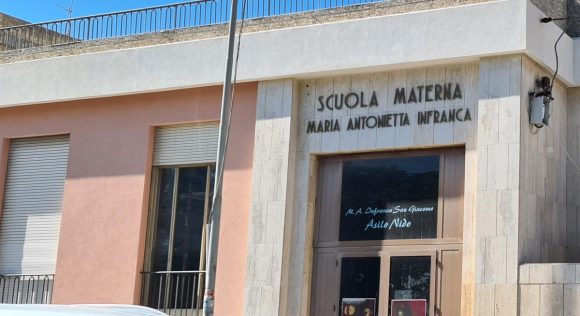 SCUOLA MATERNA
MARIA ANTONIETTA INFRANCA
M. A. Infranca San Giacomo
Asilo Nido